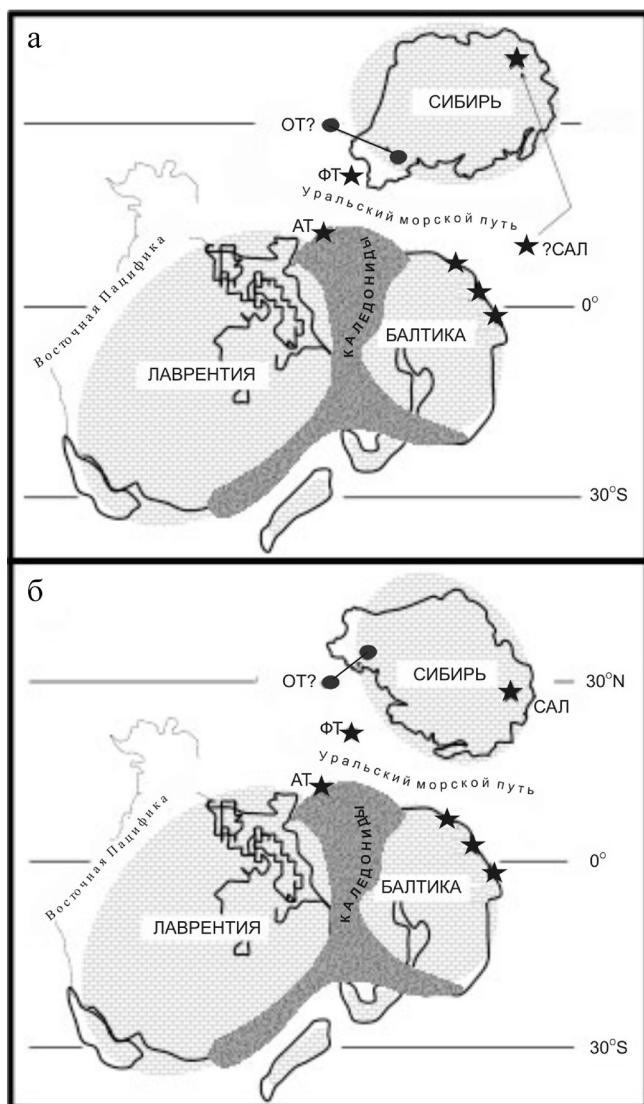 а
СИБИРЬ
ОТ?
ФТ
Уральский морской путь
АТ
?САЛ
КАЛЕДОНИДЫ
Восточная Пацифика
0°
БАЛТИКА
ЛАВРЕНТИЯ
30°S
б
СИБИРЬ
ОТ?
30°N
САЛ
ФТ
Уральский морской путь
АТ
КАЛЕДОНИДЫ
Восточная Пацифика
0°
БАЛТИКА
ЛАВРЕНТИЯ
30°S